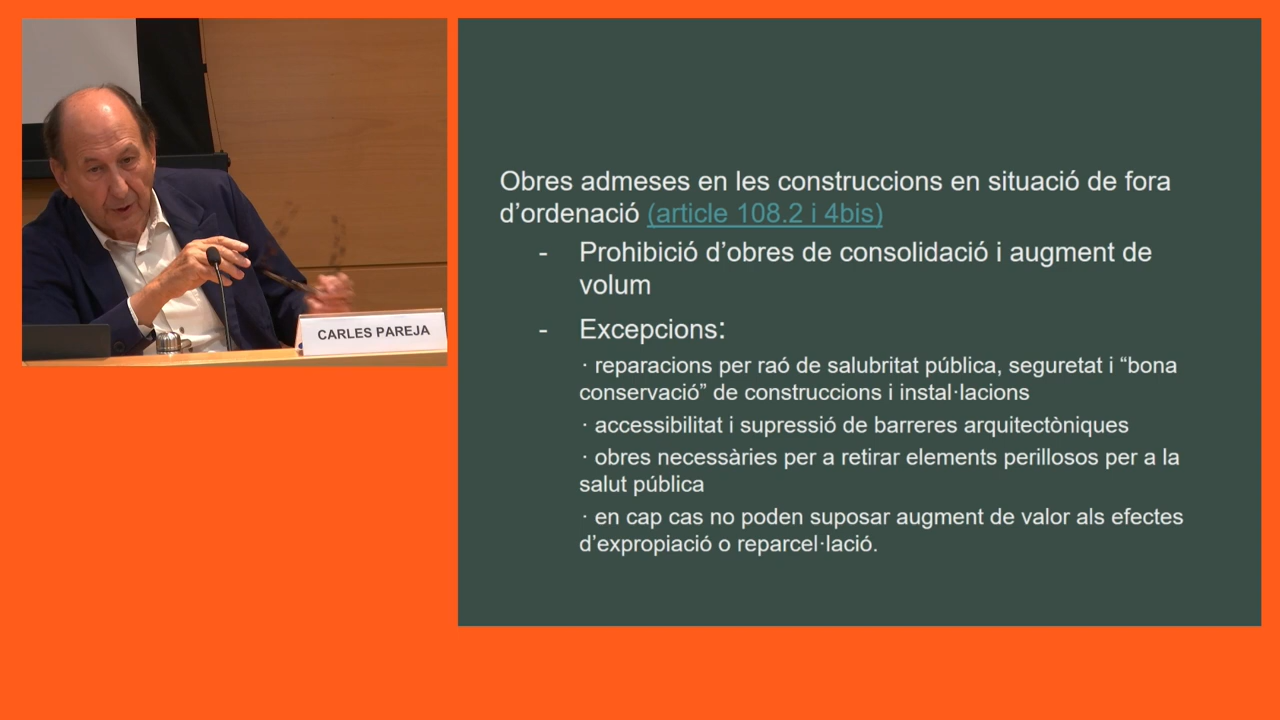 CARLES PAREJA
Obres admeses en les construccions en situació de fora
d’ordenació (article 108.2 i 4bis)
- Prohibició d’obres de consolidació i augment de
volum
- Excepcions:
· reparacions per raó de salubritat pública, seguretat i “bona
conservació” de construccions i instal·lacions
· accessibilitat i supressió de barreres arquitectòniques
· obres necessàries per a retirar elements perillosos per a la
salut pública
· en cap cas no poden suposar augment de valor als efectes
d’expropiació o reparcel·lació.